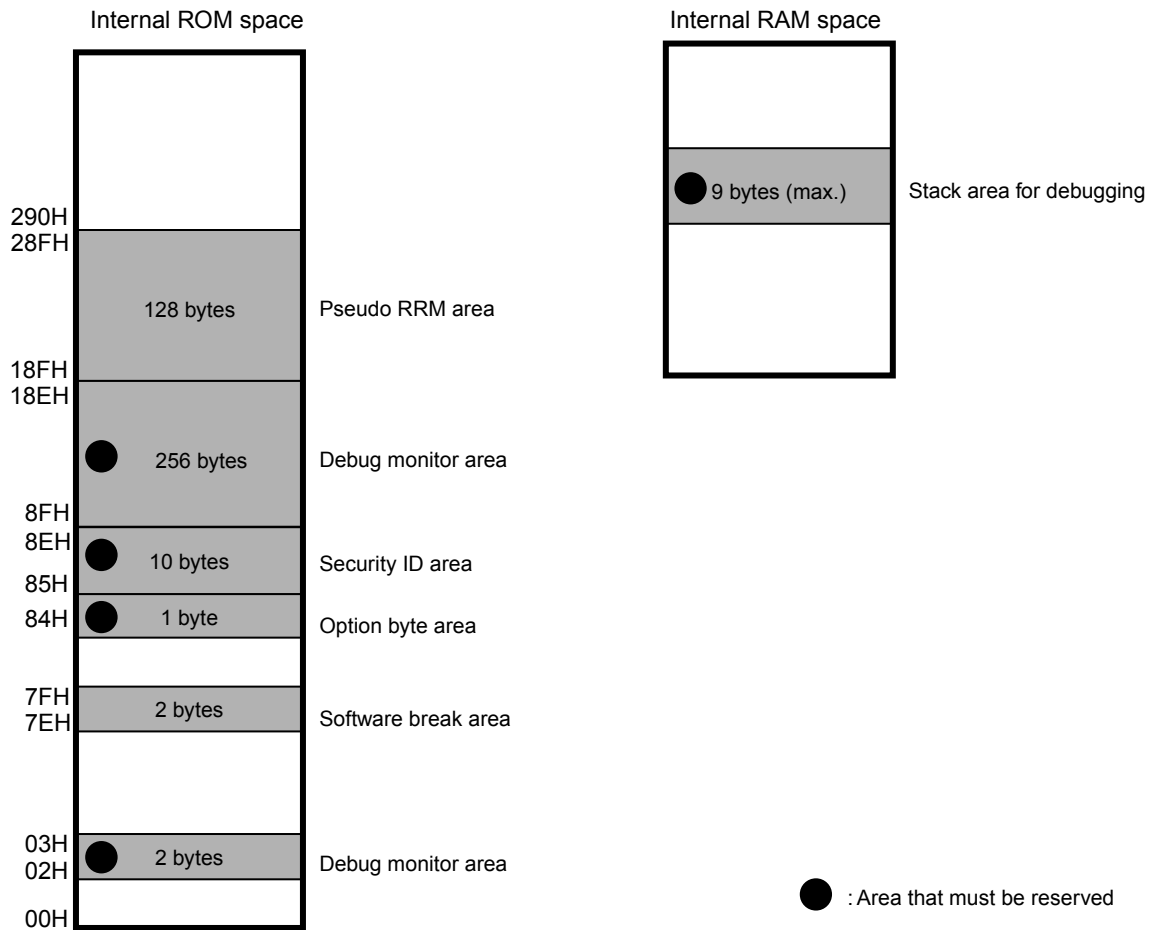 Internal ROM space
290H
28FH
128 bytes
Pseudo RRM area
18FH
18EH
256 bytes
Debug monitor area
8FH
8EH
10 bytes
Security ID area
85H
84H
1 byte
Option byte area
7FH
2 bytes
Software break area
7EH
03H
2 bytes
Debug monitor area
02H
00H
Internal RAM space
9 bytes (max.)
Stack area for debugging
: Area that must be reserved